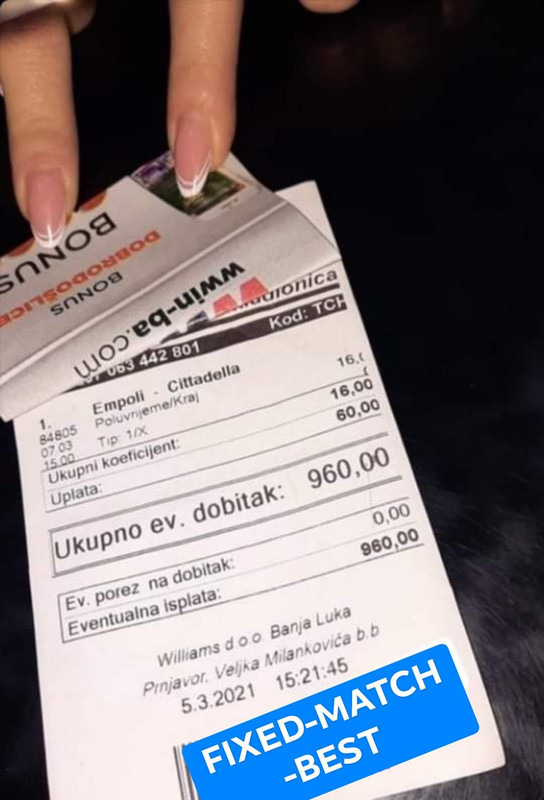 BONUS
DOBRODOŠLICE
BONUS
wwin-ba.com
Kod: TCH
063 442 801
1. Empoli - Cittadella
84805 Poluvrijeme/Kraj
07 03 Tip: 1/X
15.00
Ukupni koeficijent: 16,00
Uplata: 60,00
Ukupno ev. dobitak: 960,00
Ev. porez na dobitak: 0,00
Eventualna isplata: 960,00
Williams d.o.o. Banja Luka
Prnjavor, Veljka Milankovića b.b
5.3.2021 15:21:45
FIXED-MATCH
-BEST